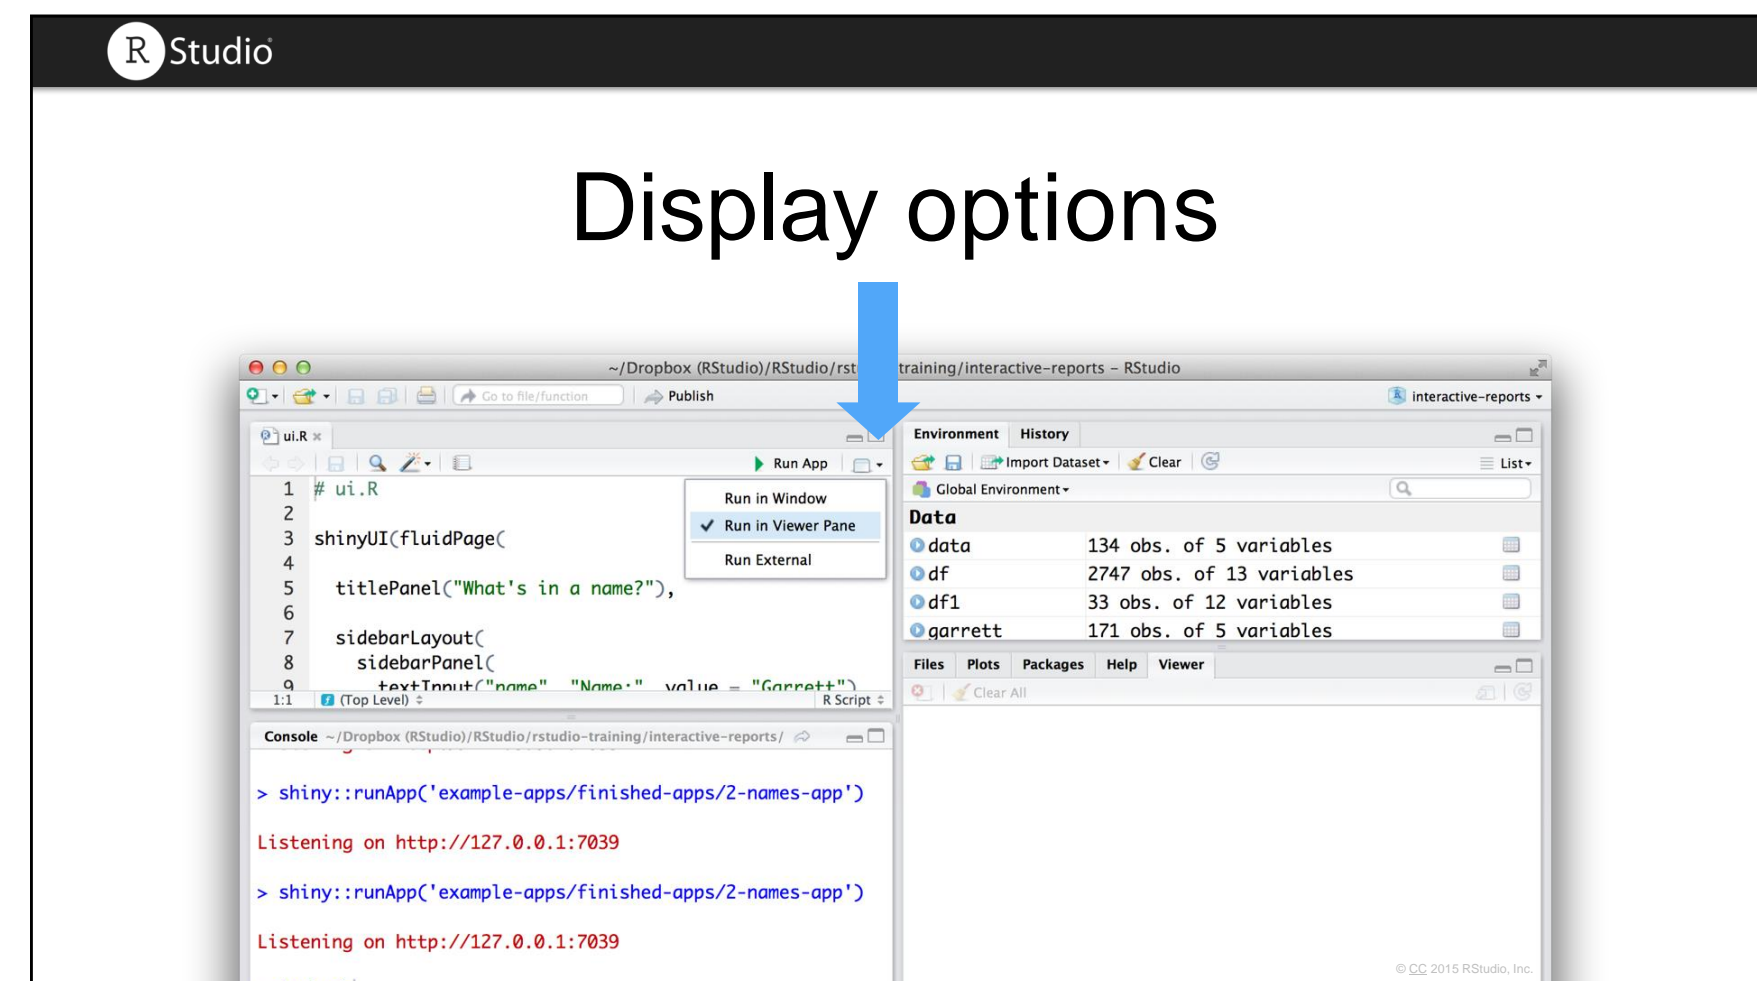 R Studio
Display options
~/Dropbox (RStudio)/RStudio/rst training/interactive-reports – RStudio
Go to file/function
Publish
interactive-reports
ui.R
Run App
1 # ui.R
2
3 shinyUI(fluidPage(
4
5 titlePanel("What's in a name?"),
6
7 sidebarLayout(
8 sidebarPanel(
9 textInput("name", "Name:", value = "Garrett")
Run in Window
Run in Viewer Pane
Run External
1:1 (Top Level) R Script
Console ~/Dropbox (RStudio)/RStudio/rstudio-training/interactive-reports/
> shiny::runApp('example-apps/finished-apps/2-names-app')
Listening on http://127.0.0.1:7039
> shiny::runApp('example-apps/finished-apps/2-names-app')
Listening on http://127.0.0.1:7039
Environment History
Import Dataset Clear List
Global Environment
Data
data 134 obs. of 5 variables
df 2747 obs. of 13 variables
df1 33 obs. of 12 variables
garrett 171 obs. of 5 variables
Files Plots Packages Help Viewer
Clear All
© CC 2015 RStudio, Inc.